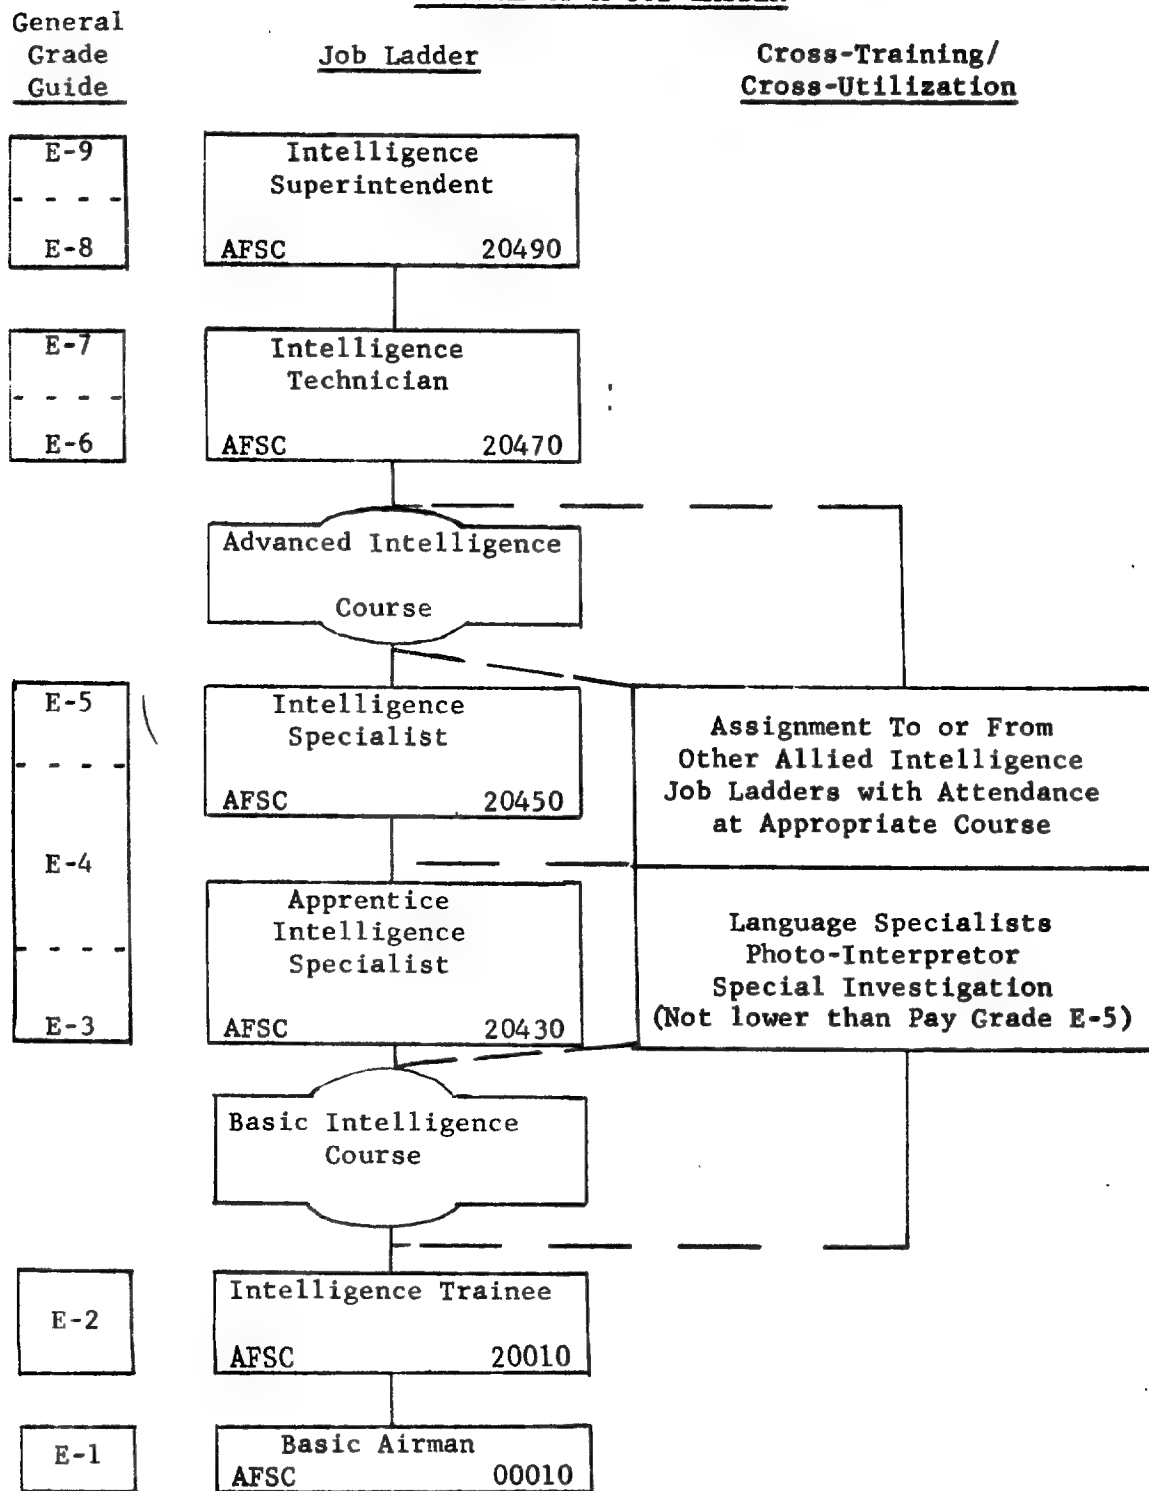 General
Grade
Guide
Job Ladder
Cross-Training/
Cross-Utilization
E-9
E-8
Intelligence
Superintendent
AFSC 20490
E-7
E-6
Intelligence
Technician
AFSC 20470
Advanced Intelligence
Course
E-5
E-4
E-3
Intelligence
Specialist
AFSC 20450
Assignment To or From
Other Allied Intelligence
Job Ladders with Attendance
at Appropriate Course
Apprentice
Intelligence
Specialist
AFSC 20430
Language Specialists
Photo-Interpretor
Special Investigation
(Not lower than Pay Grade E-5)
Basic Intelligence
Course
E-2
Intelligence Trainee
AFSC 20010
E-1
Basic Airman
AFSC 00010